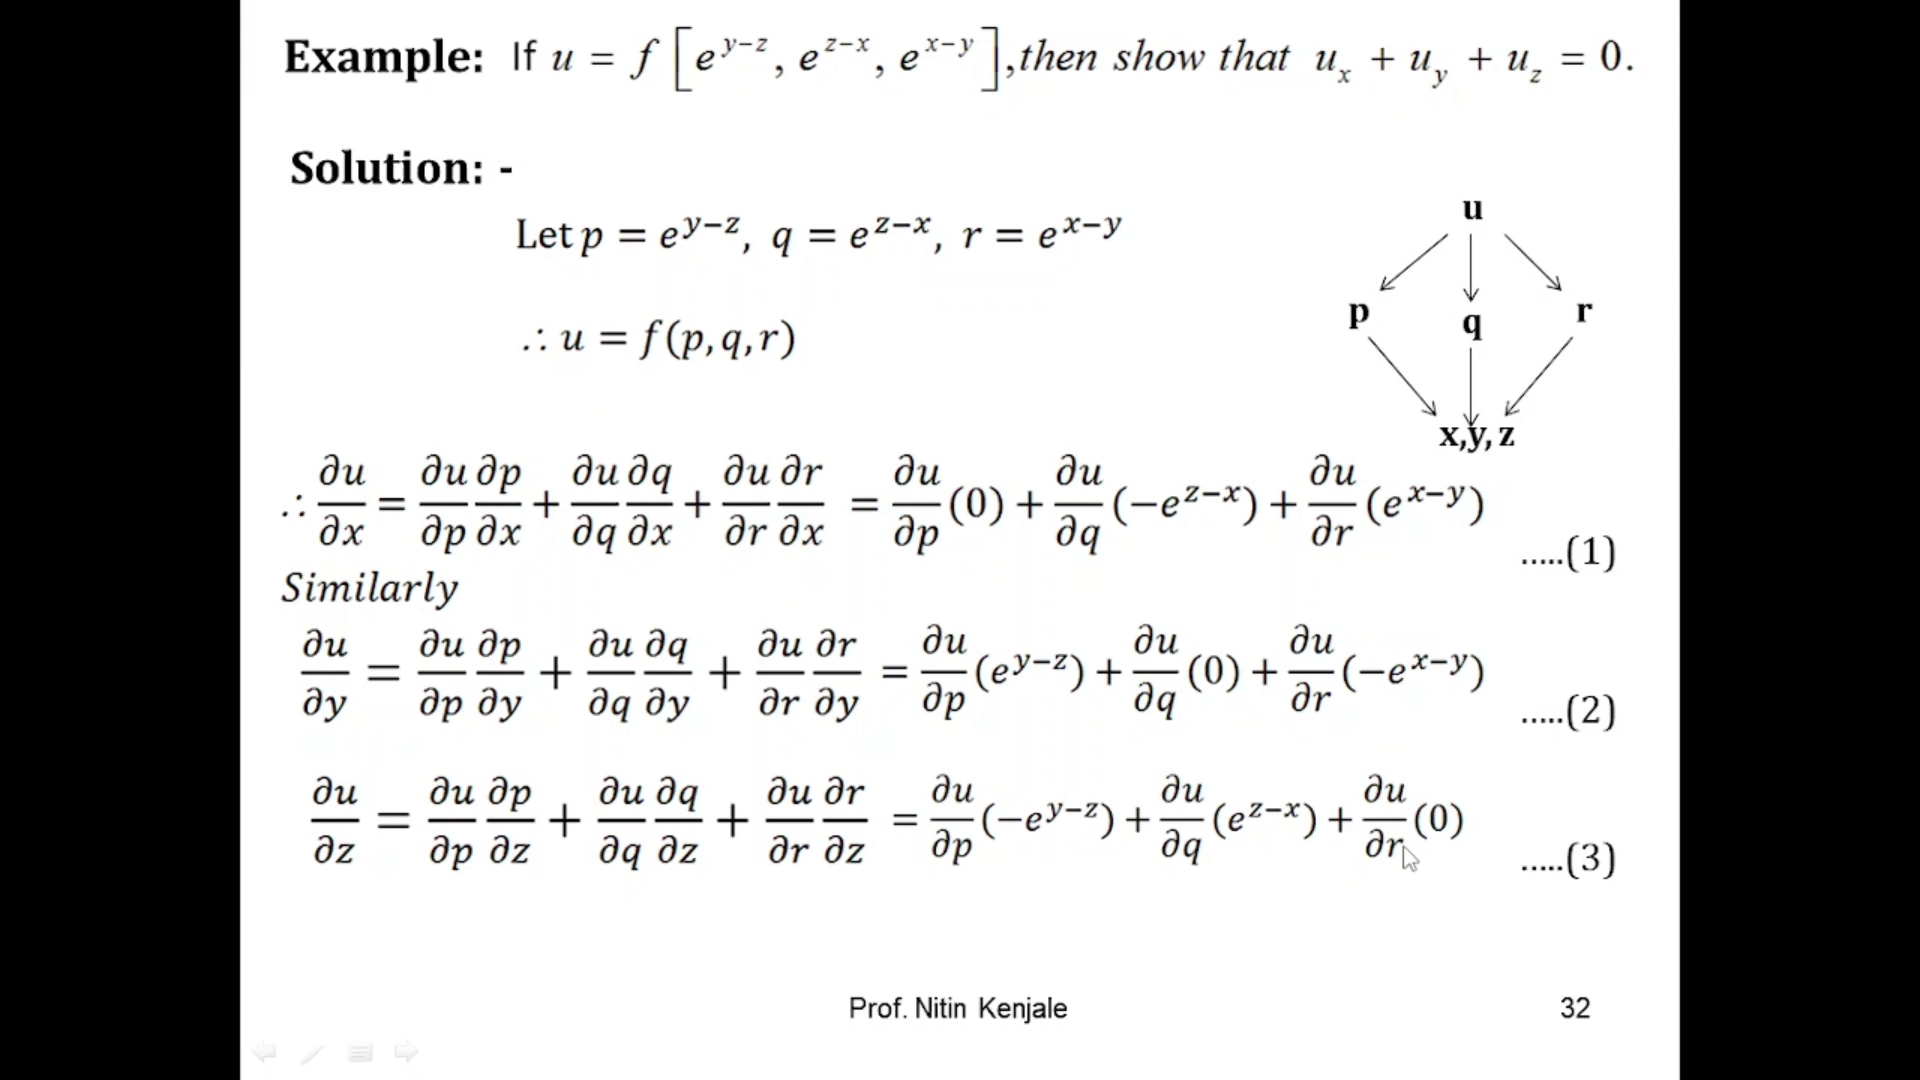 Example: If u = f [e^{y−z}, e^{z−x}, e^{x−y}], then show that u_x + u_y + u_z = 0.
Solution: -
Let p = e^{y−z}, q = e^{z−x}, r = e^{x−y}
∴ u = f(p, q, r)
u
p q r
x,y, z
∴ ∂u/∂x = ∂u/∂p ∂p/∂x + ∂u/∂q ∂q/∂x + ∂u/∂r ∂r/∂x = ∂u/∂p (0) + ∂u/∂q (−e^{z−x}) + ∂u/∂r (e^{x−y}) .....(1)
Similarly
∂u/∂y = ∂u/∂p ∂p/∂y + ∂u/∂q ∂q/∂y + ∂u/∂r ∂r/∂y = ∂u/∂p (e^{y−z}) + ∂u/∂q (0) + ∂u/∂r (−e^{x−y}) .....(2)
∂u/∂z = ∂u/∂p ∂p/∂z + ∂u/∂q ∂q/∂z + ∂u/∂r ∂r/∂z = ∂u/∂p (−e^{y−z}) + ∂u/∂q (e^{z−x}) + ∂u/∂r (0) .....(3)
Prof. Nitin Kenjale 32